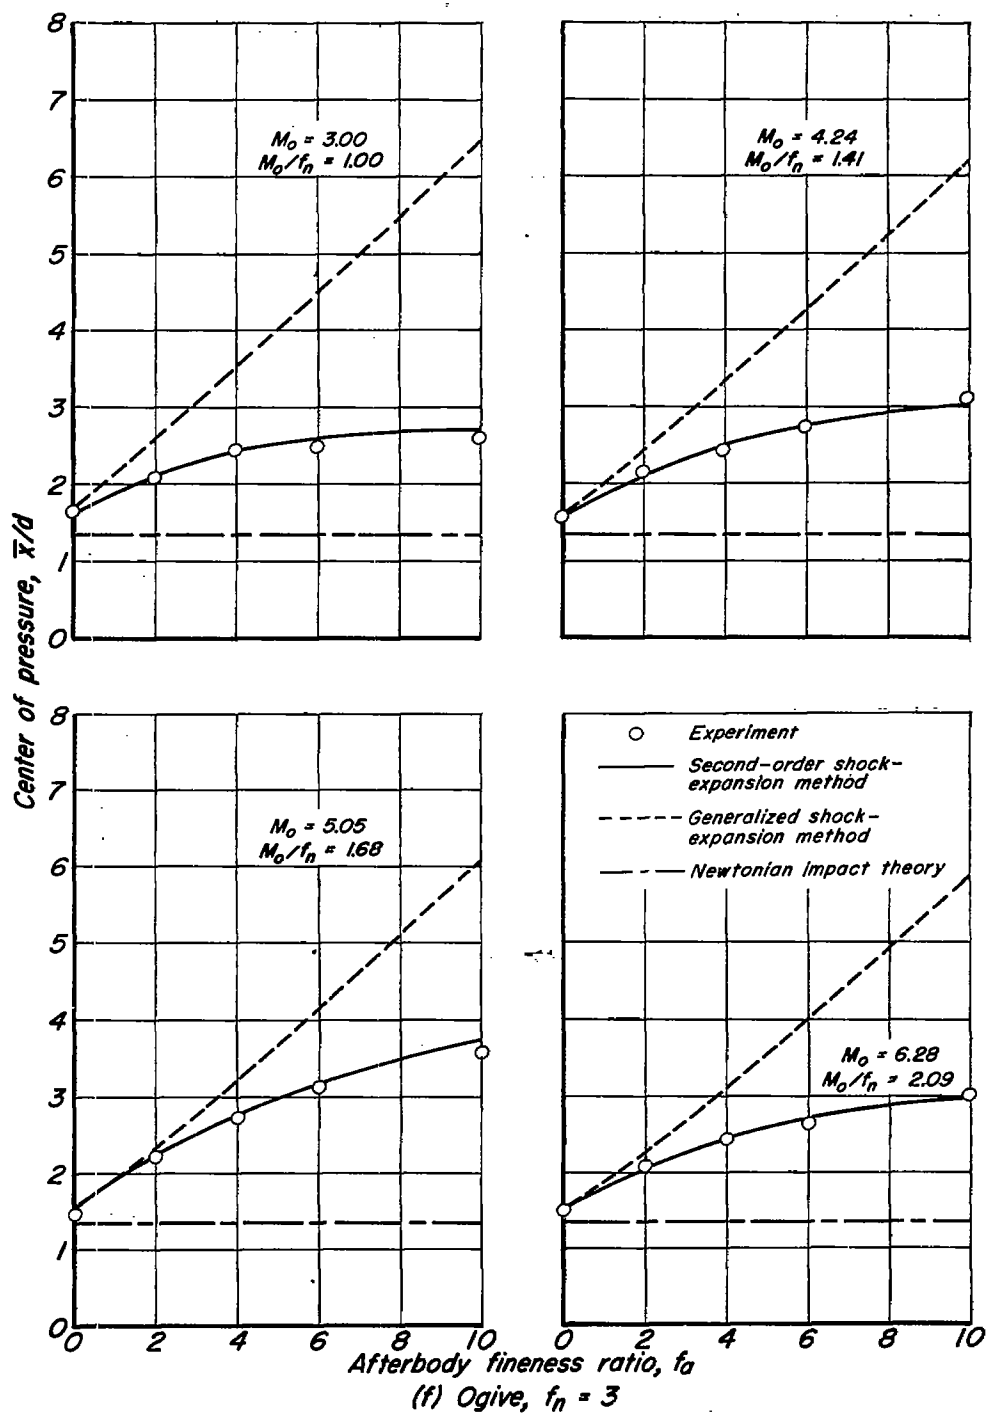 8
7
6
5
4
3
2
1
0
M₀ = 3.00
M₀/fₙ = 1.00
M₀ = 4.24
M₀/fₙ = 1.41
Center of pressure, x̅/d
8
7
6
5
4
3
2
1
0
M₀ = 5.05
M₀/fₙ = 1.68
Experiment
Second-order shock-
expansion method
Generalized shock-
expansion method
Newtonian impact theory
M₀ = 6.28
M₀/fₙ = 2.09
0 2 4 6 8 10 0 2 4 6 8 10
Afterbody fineness ratio, fₐ
(f) Ogive, fₙ = 3